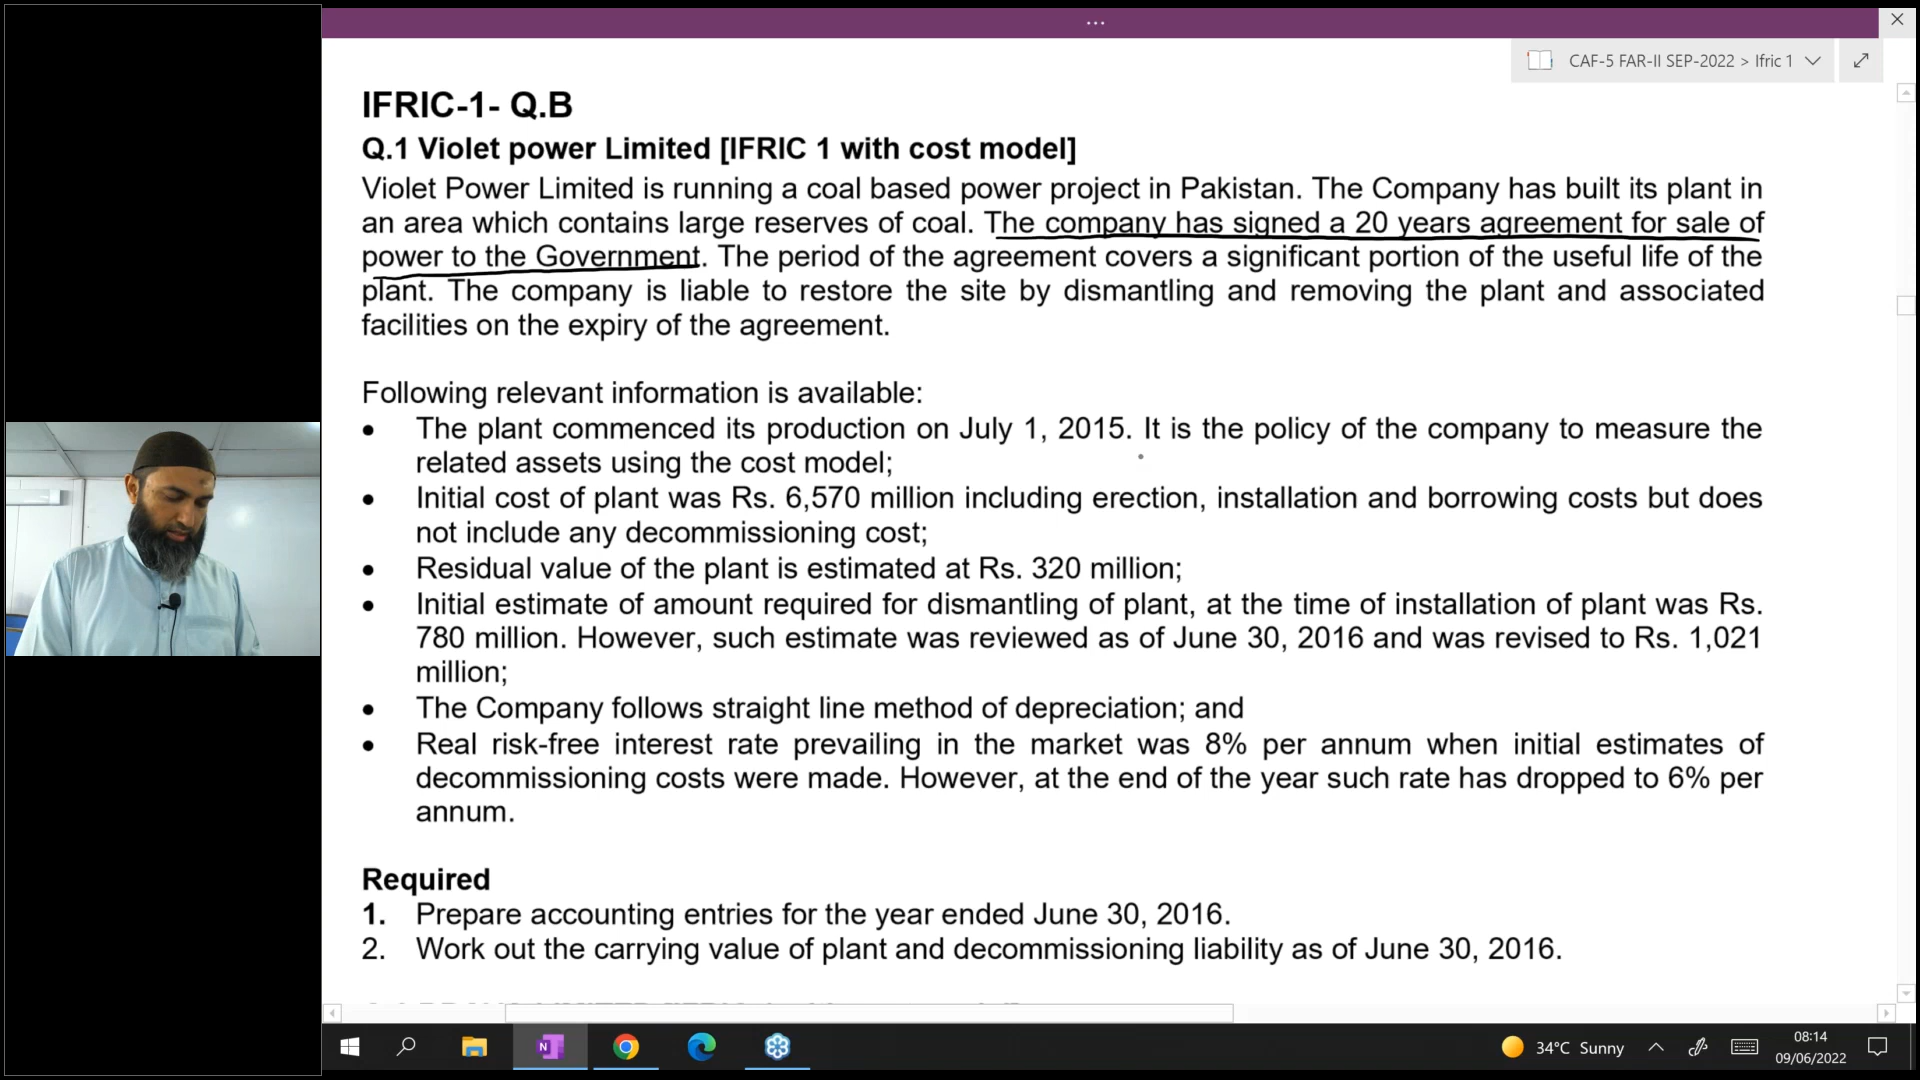 ...
CAF-5 FAR-II SEP-2022 > Ifric 1
IFRIC-1- Q.B
Q.1 Violet power Limited [IFRIC 1 with cost model]
Violet Power Limited is running a coal based power project in Pakistan. The Company has built its plant in
an area which contains large reserves of coal. The company has signed a 20 years agreement for sale of
power to the Government. The period of the agreement covers a significant portion of the useful life of the
plant. The company is liable to restore the site by dismantling and removing the plant and associated
facilities on the expiry of the agreement.
Following relevant information is available:
• The plant commenced its production on July 1, 2015. It is the policy of the company to measure the
related assets using the cost model;
• Initial cost of plant was Rs. 6,570 million including erection, installation and borrowing costs but does
not include any decommissioning cost;
• Residual value of the plant is estimated at Rs. 320 million;
• Initial estimate of amount required for dismantling of plant, at the time of installation of plant was Rs.
780 million. However, such estimate was reviewed as of June 30, 2016 and was revised to Rs. 1,021
million;
• The Company follows straight line method of depreciation; and
• Real risk-free interest rate prevailing in the market was 8% per annum when initial estimates of
decommissioning costs were made. However, at the end of the year such rate has dropped to 6% per
annum.
Required
1. Prepare accounting entries for the year ended June 30, 2016.
2. Work out the carrying value of plant and decommissioning liability as of June 30, 2016.
34°C Sunny
08:14
09/06/2022